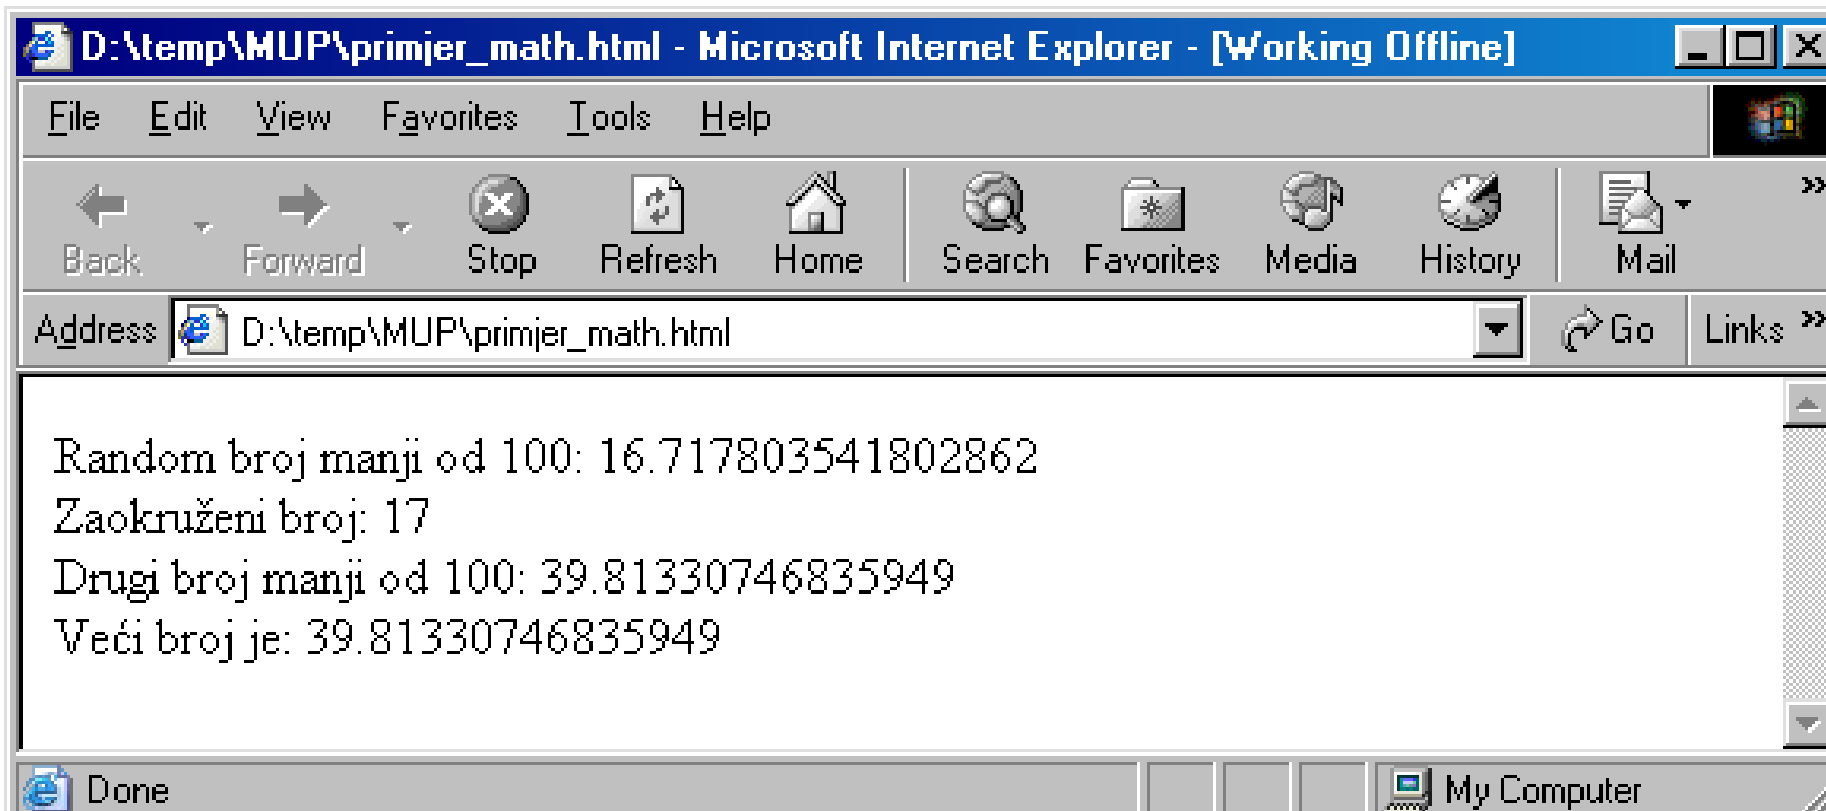 D:\temp\MUP\primjer_math.html - Microsoft Internet Explorer - [Working Offline]
File Edit View Favorites Tools Help
Back Forward Stop Refresh Home Search Favorites Media History Mail »
Address D:\temp\MUP\primjer_math.html Go Links »
Random broj manji od 100: 16.717803541802862
Zaokruženi broj: 17
Drugi broj manji od 100: 39.81330746835949
Veći broj je: 39.81330746835949
Done My Computer